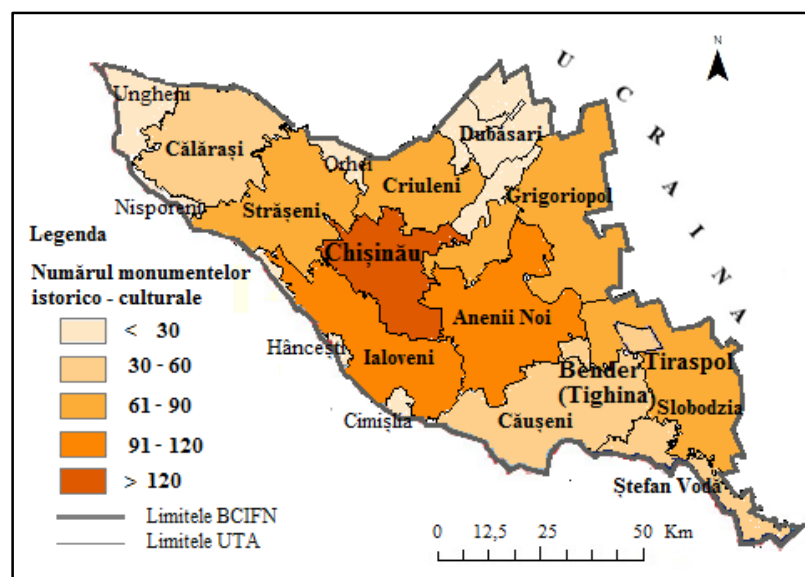 N
UCRAINA
Ungheni
Călărași
Dubăsari
Orhei
Criuleni
Grigoriopol
Nisporeni
Strășeni
Legenda
Chișinău
Numărul monumentelor
istorico - culturale
< 30
30 - 60
61 - 90
91 - 120
> 120
Anenii Noi
Hâncești
Ialoveni
Tiraspol
Bender
(Tighina)
Slobodzia
Cimișlia
Căușeni
Ștefan Vodă
Limitele BCIFN
Limitele UTA
0 12,5 25 50 Km